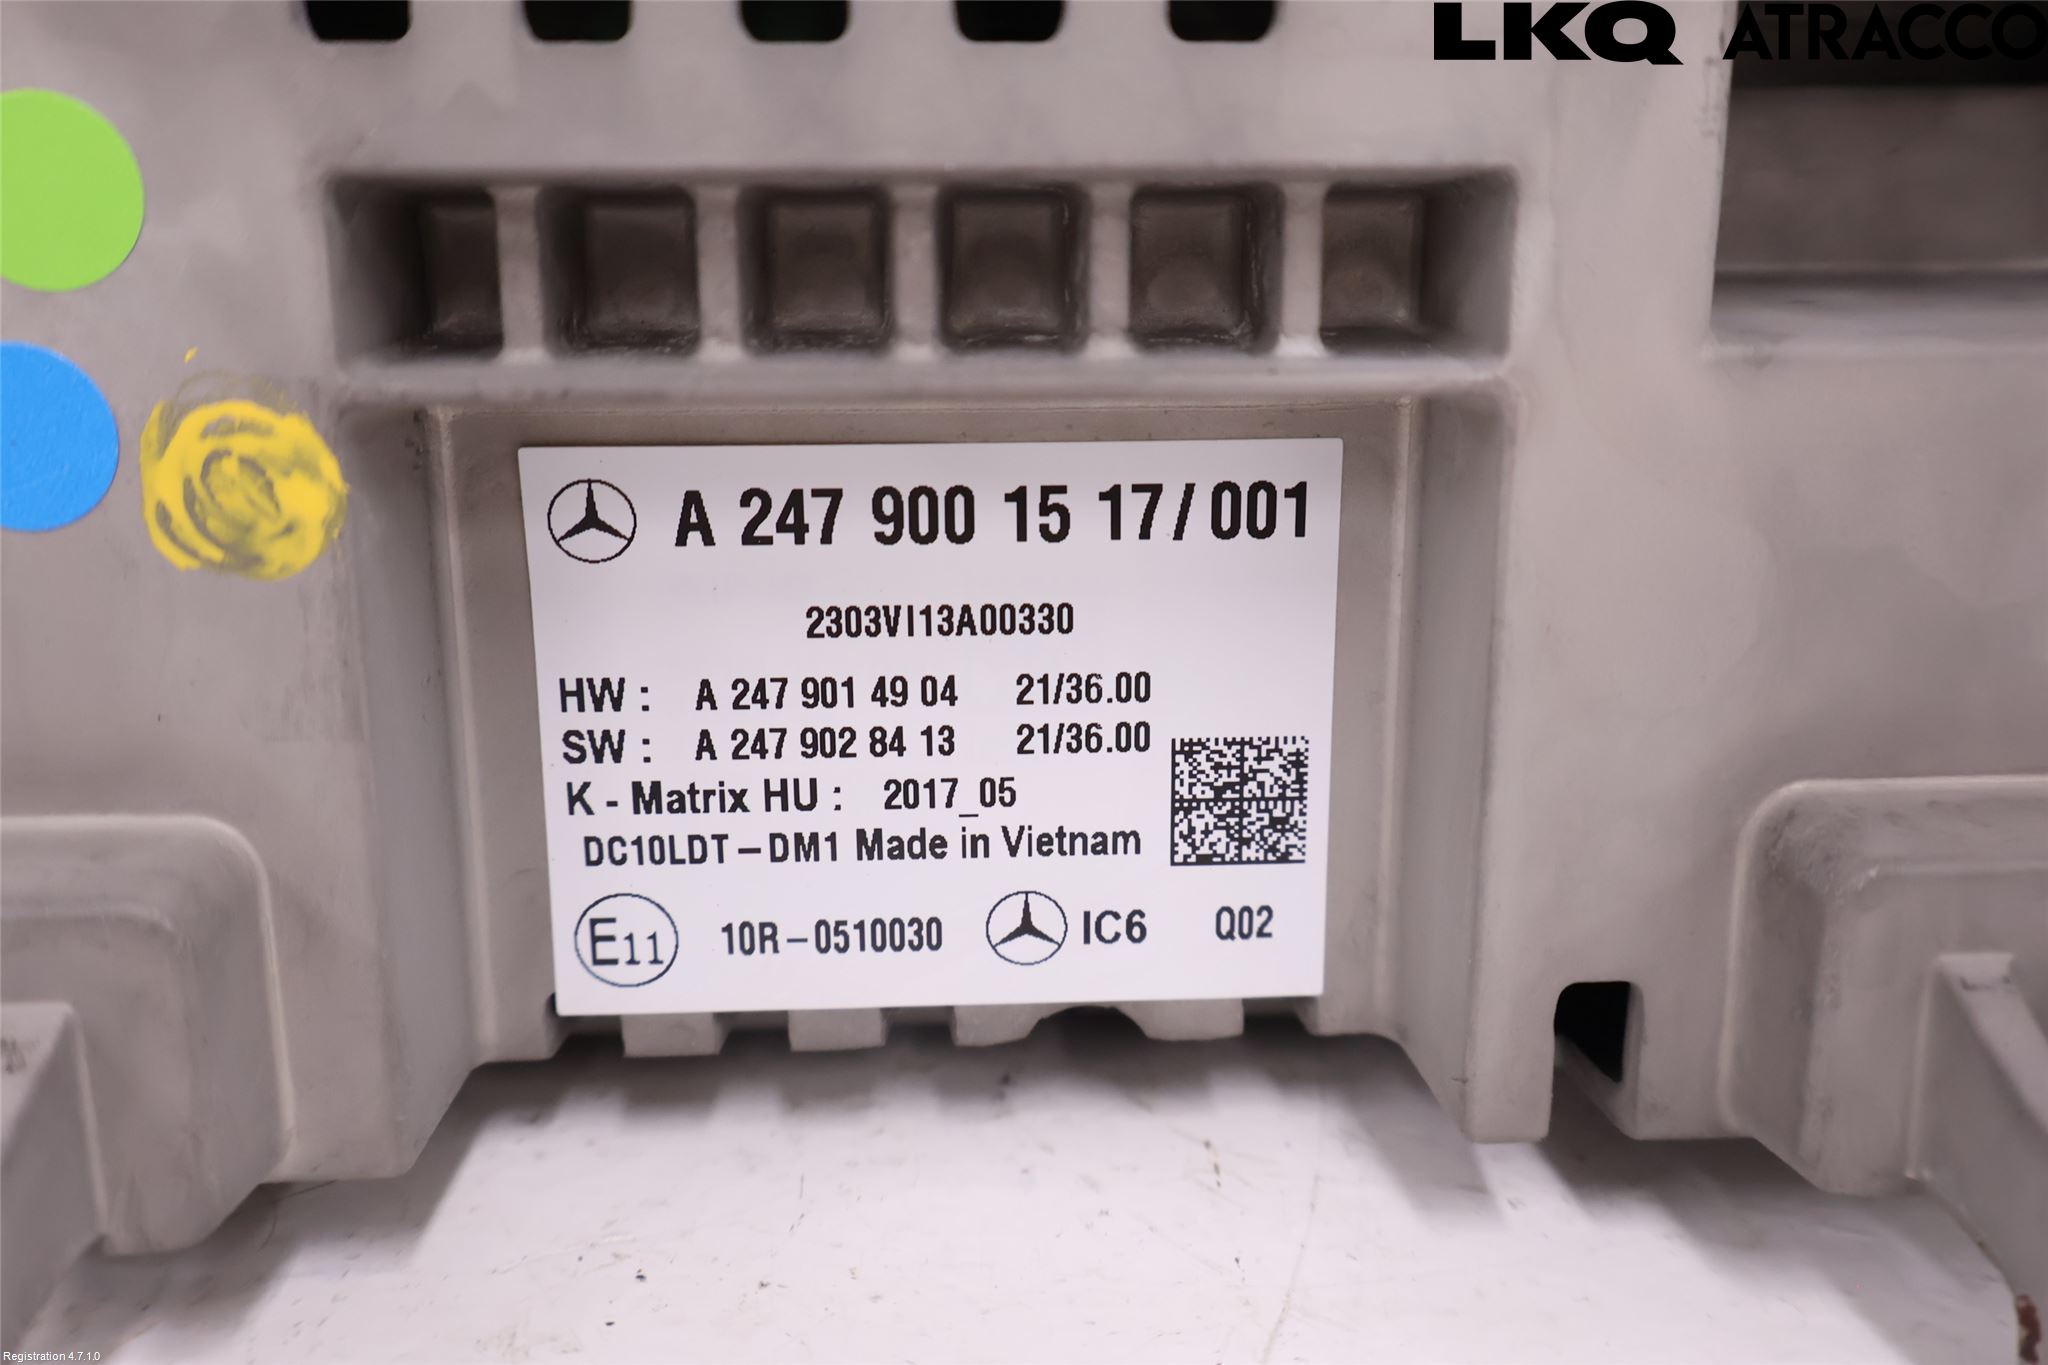 LKQ ATRACCO
A 247 900 15 17/001
2303VI13A00330
HW : A 247 901 49 04 21/36.00
SW : A 247 902 84 13 21/36.00
K - Matrix HU : 2017_05
DC10LDT-DM1 Made in Vietnam
E11 10R-0510030 IC6 Q02
Registration 4.7.1.0